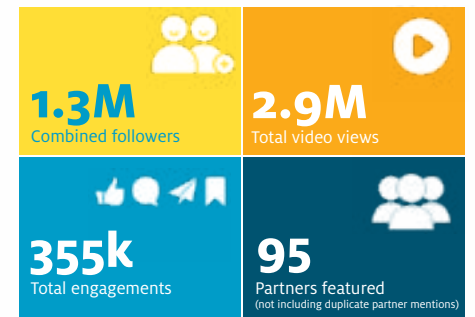 1.3M
Combined followers
2.9M
Total video views
355k
Total engagements
95
Partners featured
(not including duplicate partner mentions)